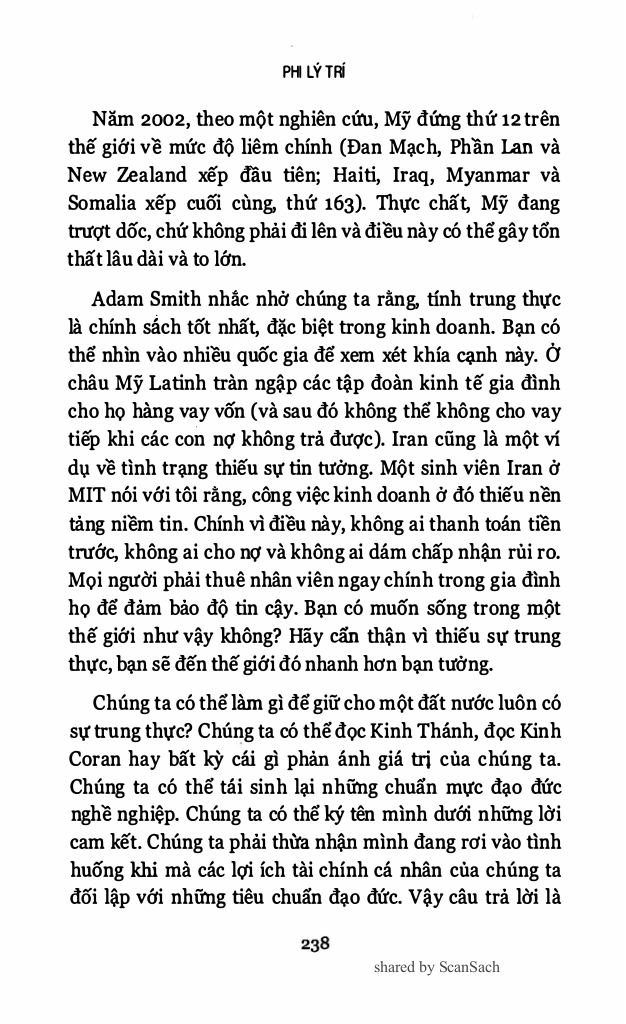 PHI LÝ TRÍ
Năm 2002, theo một nghiên cứu, Mỹ đứng thứ 12 trên
thế giới về mức độ liêm chính (Đan Mạch, Phần Lan và
New Zealand xếp đầu tiên; Haiti, Iraq, Myanmar và
Somalia xếp cuối cùng, thứ 163). Thực chất, Mỹ đang
trượt dốc, chứ không phải đi lên và điều này có thể gây tổn
thất lâu dài và to lớn.
Adam Smith nhắc nhở chúng ta rằng, tính trung thực
là chính sách tốt nhất, đặc biệt trong kinh doanh. Bạn có
thể nhìn vào nhiều quốc gia để xem xét khía cạnh này. Ở
châu Mỹ Latinh tràn ngập các tập đoàn kinh tế gia đình
cho họ hàng vay vốn (và sau đó không thể không cho vay
tiếp khi các con nợ không trả được). Iran cũng là một ví
dụ về tình trạng thiếu sự tin tưởng. Một sinh viên Iran ở
MIT nói với tôi rằng, công việc kinh doanh ở đó thiếu nền
tảng niềm tin. Chính vì điều này, không ai thanh toán tiền
trước, không ai cho nợ và không ai dám chấp nhận rủi ro.
Mọi người phải thuê nhân viên ngay chính trong gia đình
họ để đảm bảo độ tin cậy. Bạn có muốn sống trong một
thế giới như vậy không? Hãy cẩn thận vì thiếu sự trung
thực, bạn sẽ đến thế giới đó nhanh hơn bạn tưởng.
Chúng ta có thể làm gì để giữ cho một đất nước luôn có
sự trung thực? Chúng ta có thể đọc Kinh Thánh, đọc Kinh
Coran hay bất kỳ cái gì phản ánh giá trị của chúng ta.
Chúng ta có thể tái sinh lại những chuẩn mực đạo đức
nghề nghiệp. Chúng ta có thể ký tên mình dưới những lời
cam kết. Chúng ta phải thừa nhận mình đang rơi vào tình
huống khi mà các lợi ích tài chính cá nhân của chúng ta
đối lập với những tiêu chuẩn đạo đức. Vậy câu trả lời là
238
shared by ScanSach